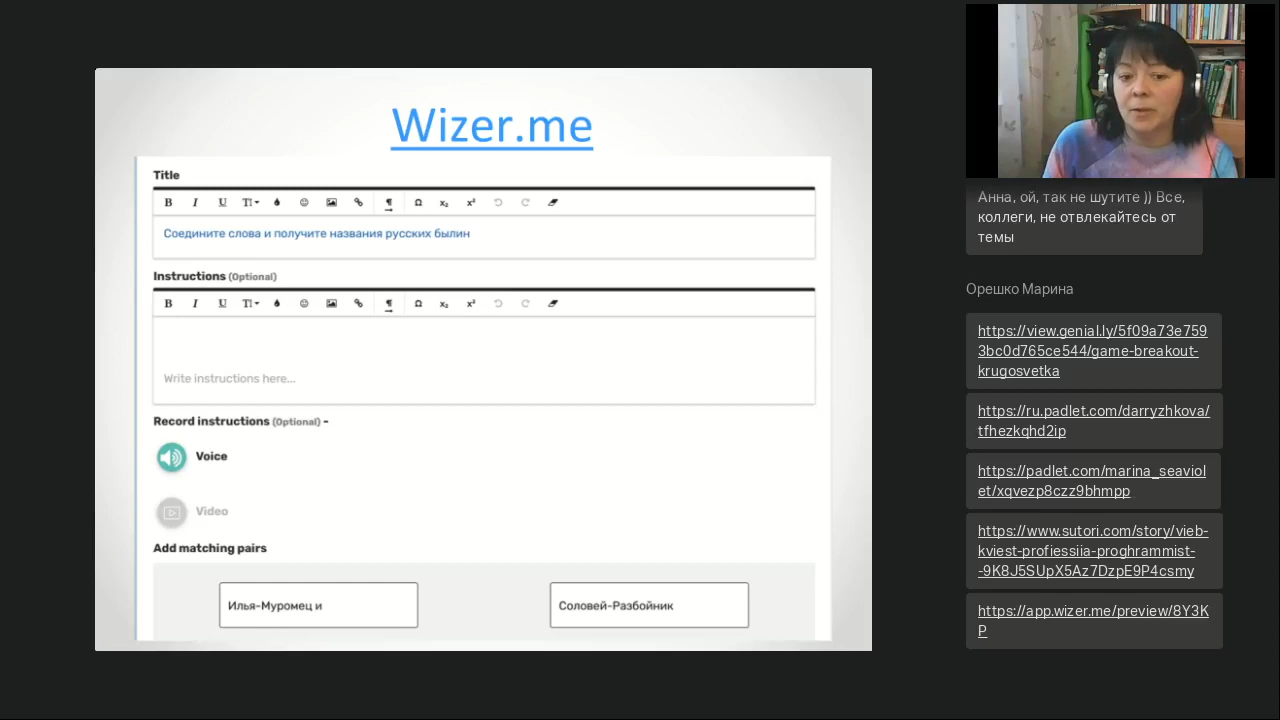 Wizer.me
Title
B I U T
Соедините слова и получите названия русских былин
Instructions (Optional)
B I U T
Write instructions here...
Record instructions (Optional) -
Voice
Video
Add matching pairs
Илья-Муромец и
Соловей-Разбойник
Анна, ой, так не шутите )) Все,
коллеги, не отвлекайтесь от
темы
Орешко Марина
https://view.genial.ly/5f09a73e759
3bc0d765ce544/game-breakout-
krugosvetka
https://ru.padlet.com/darryzhkova/
tfhezkqhd2ip
https://padlet.com/marina_seaviol
et/xqvezp8czz9bhmpp
https://www.sutori.com/story/vieb-
kviest-profiessiia-proghrammist-
-9K8J5SUpX5Az7DzpE9P4csmy
https://app.wizer.me/preview/8Y3K
P